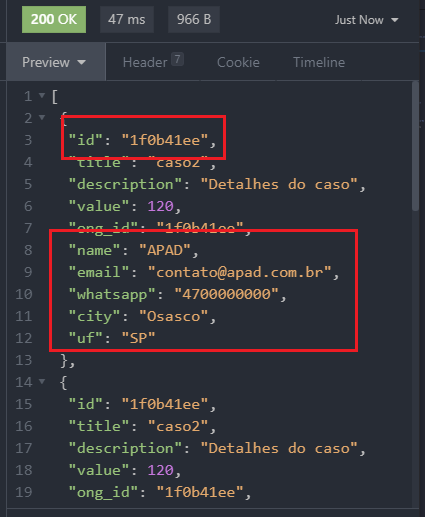 200 OK 47 ms 966 B Just Now
Preview Header 7 Cookie Timeline
1 [
2 {
3 "id": "1f0b41ee",
4 "title": "caso2",
5 "description": "Detalhes do caso",
6 "value": 120,
7 "ong_id": "1f0b41ee",
8 "name": "APAD",
9 "email": "contato@apad.com.br",
10 "whatsapp": "4700000000",
11 "city": "Osasco",
12 "uf": "SP"
13 },
14 {
15 "id": "1f0b41ee",
16 "title": "caso2",
17 "description": "Detalhes do caso",
18 "value": 120,
19 "ong_id": "1f0b41ee",